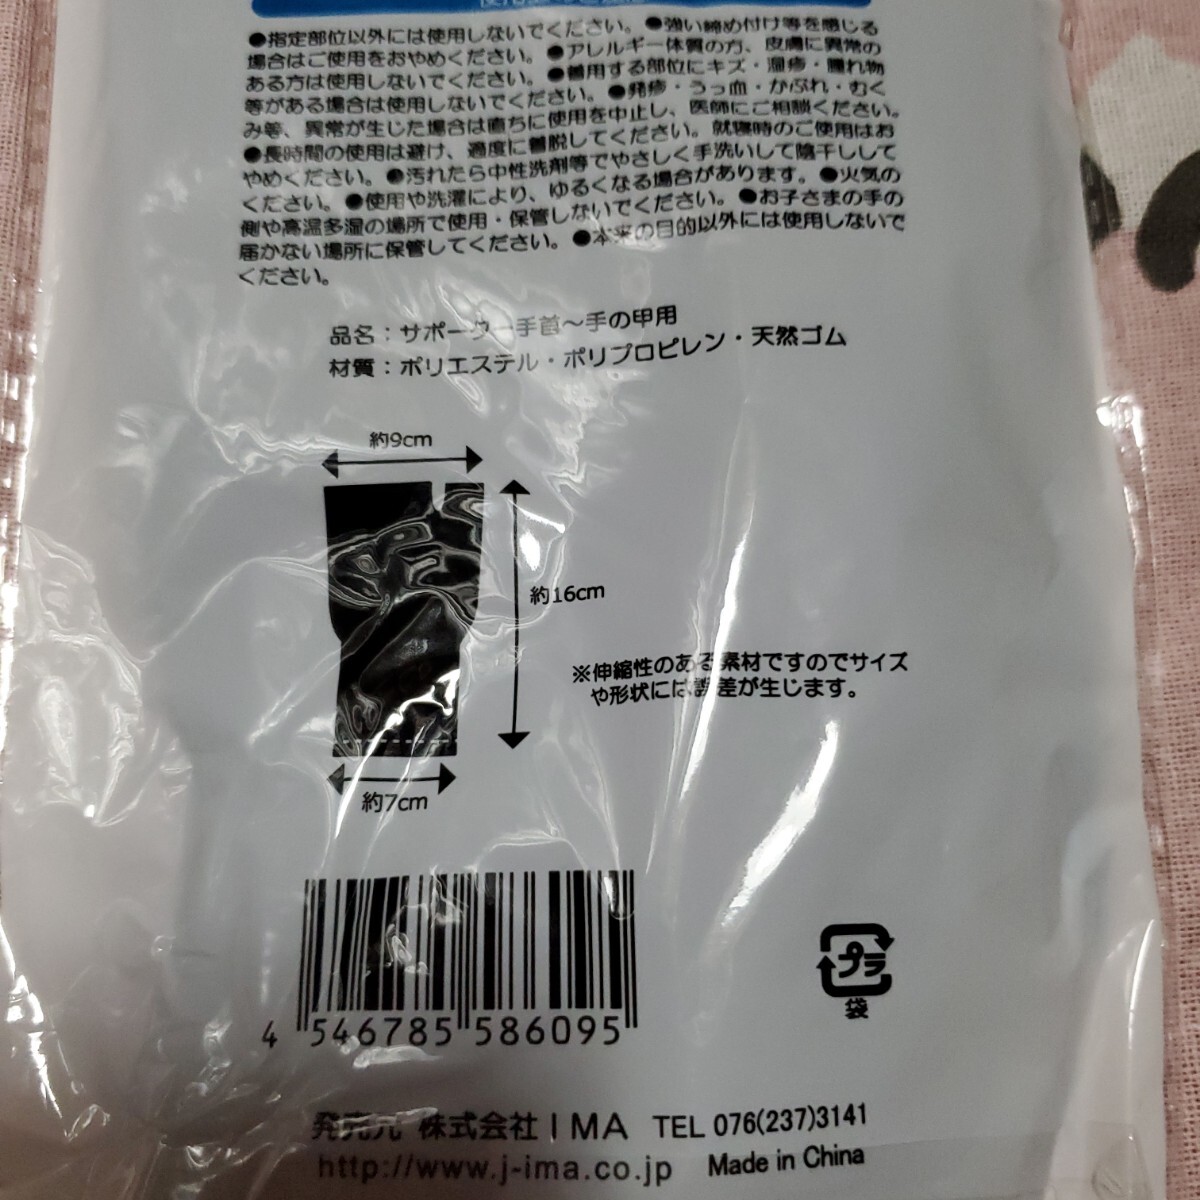 ●指定部位以外には使用しないでください。●強い締め付け等を感じる
場合はご使用をおやめください。●アレルギー体質の方、皮膚に異常の
ある方は使用しないでください。●着用する部位にキズ・湿疹・腫れ物
等がある場合は使用しないでください。●発疹・うっ血・かぶれ・むく
み等、異常が生じた場合は直ちに使用を中止し、医師にご相談ください。
●長時間の使用は避け、適度に着脱してください。就寝時のご使用はお
やめください。●汚れたら中性洗剤等でやさしく手洗いして陰干しして
ください。●使用や洗濯により、ゆるくなる場合があります。●火気の
側や高温多湿の場所で使用・保管しないでください。●お子さまの手の
届かない場所に保管してください。●本来の目的以外には使用しないで
ください。
品名：サポーター手首～手の甲用
材質：ポリエステル・ポリプロピレン・天然ゴム
約9cm
約16cm
※伸縮性のある素材ですのでサイズ
や形状には誤差が生じます。
約7cm
4 546785 586095
プラ
袋
発売元 株式会社IMA TEL 076(237)3141
http://www.j-ima.co.jp Made in China